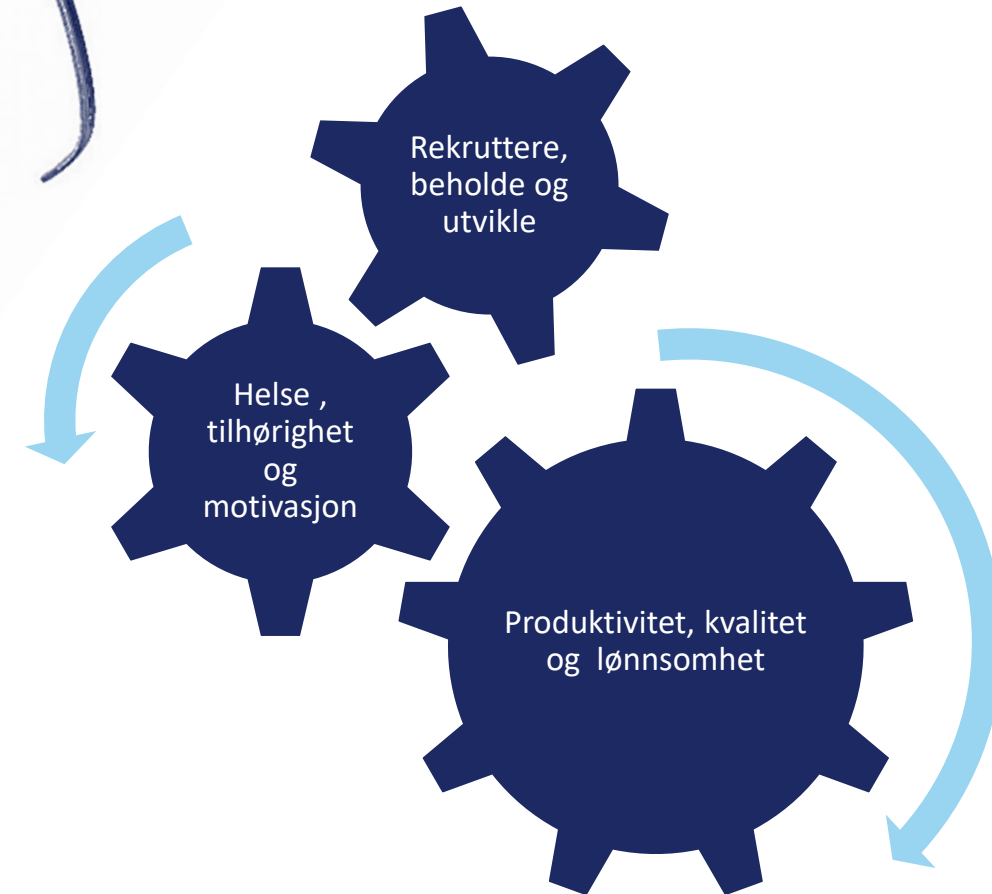 Rekruttere,
beholde og
utvikle
Helse ,
tilhørighet
og
motivasjon
Produktivitet, kvalitet
og  lønnsomhet